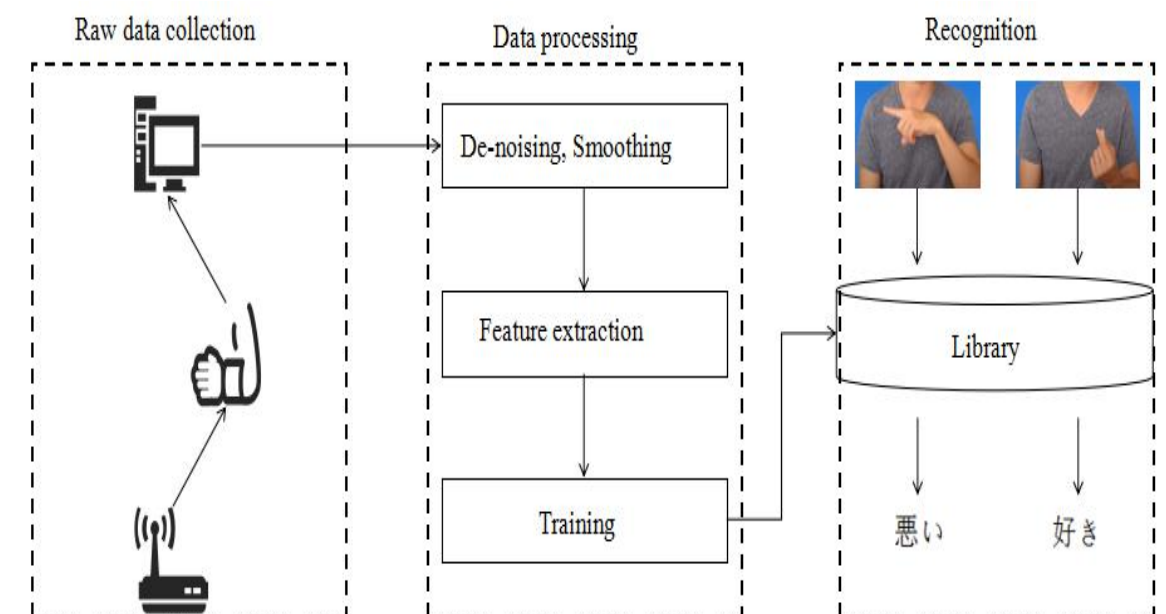 Raw data collection
Data processing
Recognition
De-noising, Smoothing
Feature extraction
Training
Library
悪い
好き